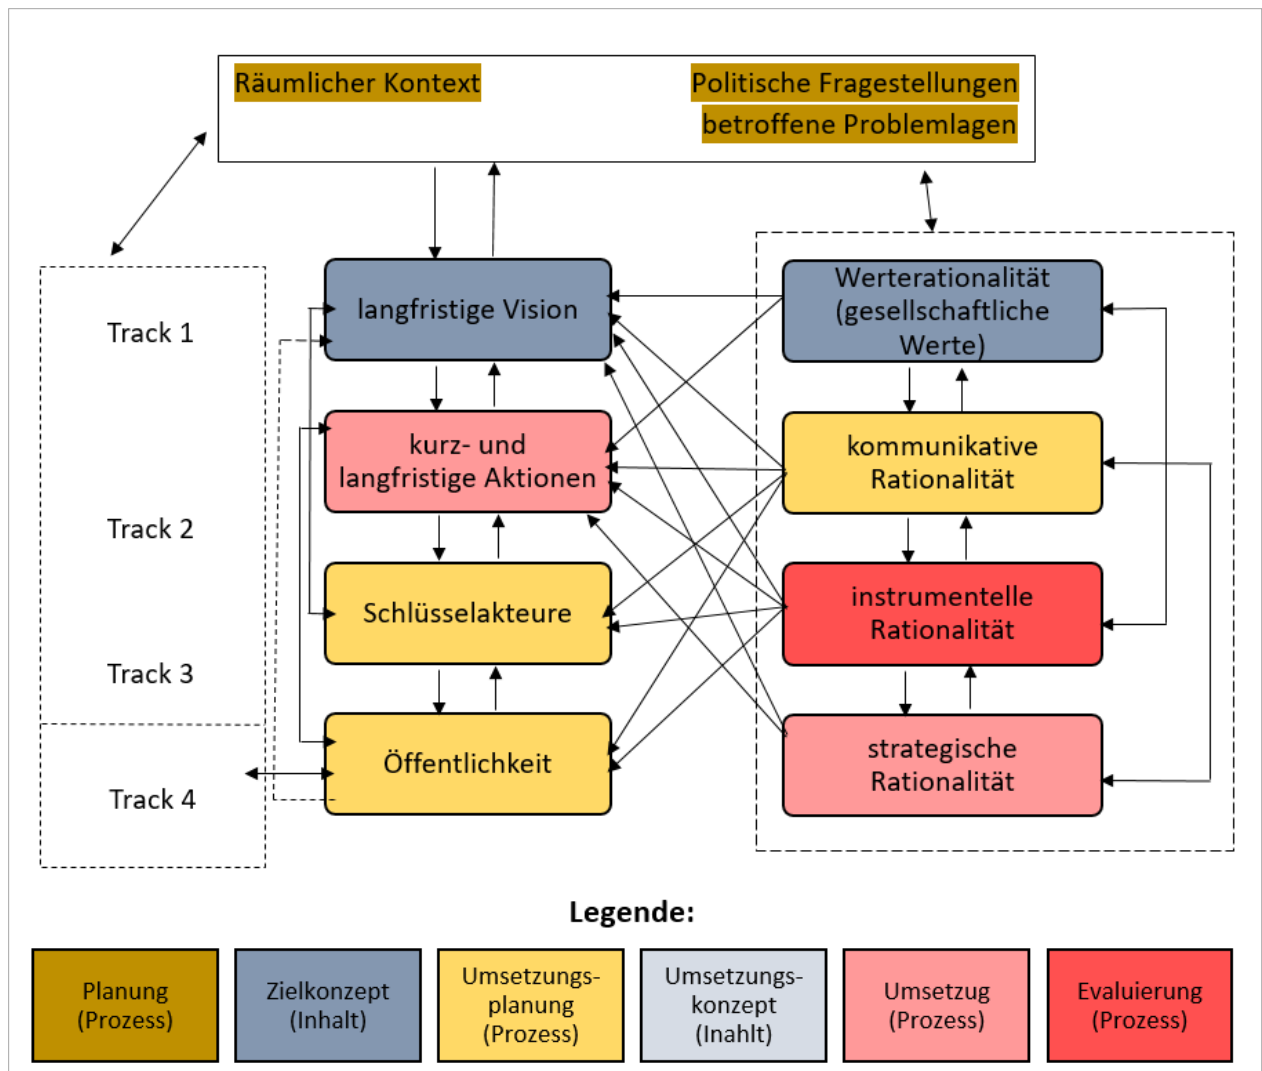 Räumlicher Kontext
Politische Fragestellungen
betroffene Problemlagen
Track 1
Track 2
Track 3
Track 4
langfristige Vision
kurz- und
langfristige Aktionen
Schlüsselakteure
Öffentlichkeit
Werterationalität
(gesellschaftliche
Werte)
kommunikative
Rationalität
instrumentelle
Rationalität
strategische
Rationalität
Legende:
Planung
(Prozess)
Zielkonzept
(Inhalt)
Umsetzungs-
planung
(Prozess)
Umsetzungs-
konzept
(Inahlt)
Umsetzug
(Prozess)
Evaluierung
(Prozess)